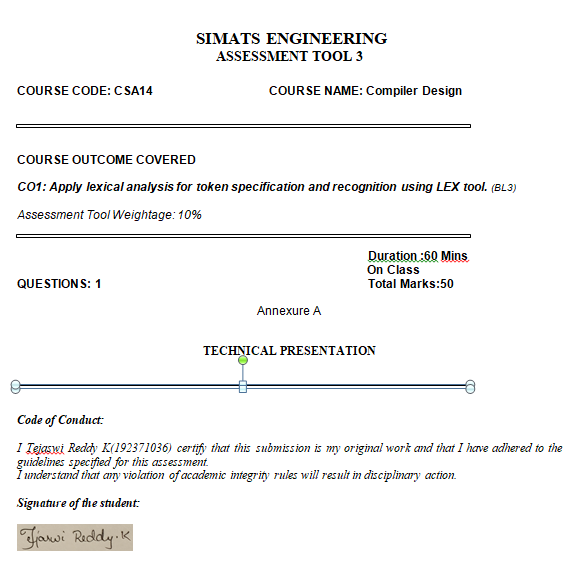 SIMATS ENGINEERING
ASSESSMENT TOOL 3
COURSE CODE: CSA14 COURSE NAME: Compiler Design
COURSE OUTCOME COVERED
CO1: Apply lexical analysis for token specification and recognition using LEX tool. (BL3)
Assessment Tool Weightage: 10%
Duration :60 Mins
On Class
QUESTIONS: 1 Total Marks:50
Annexure A
TECHNICAL PRESENTATION
Code of Conduct:
I Tejaswi Reddy K(192371036) certify that this submission is my original work and that I have adhered to the
guidelines specified for this assessment.
I understand that any violation of academic integrity rules will result in disciplinary action.
Signature of the student:
Tejaswi Reddy.K